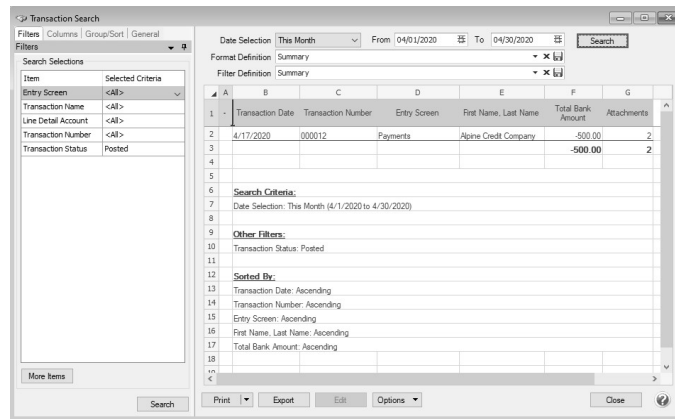 Transaction Search
Filters Columns Group/Sort General
Filters
Search Selections
Item Selected Criteria
Entry Screen <All>
Transaction Name <All>
Line Detail Account <All>
Transaction Number <All>
Transaction Status Posted
More Items
Search
Date Selection This Month From 04/01/2020 To 04/30/2020 Search
Format Definition Summary
Filter Definition Summary
A B C D E F G
1 Transaction Date Transaction Number Entry Screen First Name, Last Name Total Bank Amount Attachments
2 4/17/2020 000012 Payments Alpine Credit Company -500.00 2
3 -500.00 2
4
5
6 Search Criteria:
7 Date Selection: This Month (4/1/2020 to 4/30/2020)
8
9 Other Filters:
10 Transaction Status: Posted
11
12 Sorted By:
13 Transaction Date: Ascending
14 Transaction Number: Ascending
15 Entry Screen: Ascending
16 First Name, Last Name: Ascending
17 Total Bank Amount: Ascending
18
19
Print Export Edit Options Close